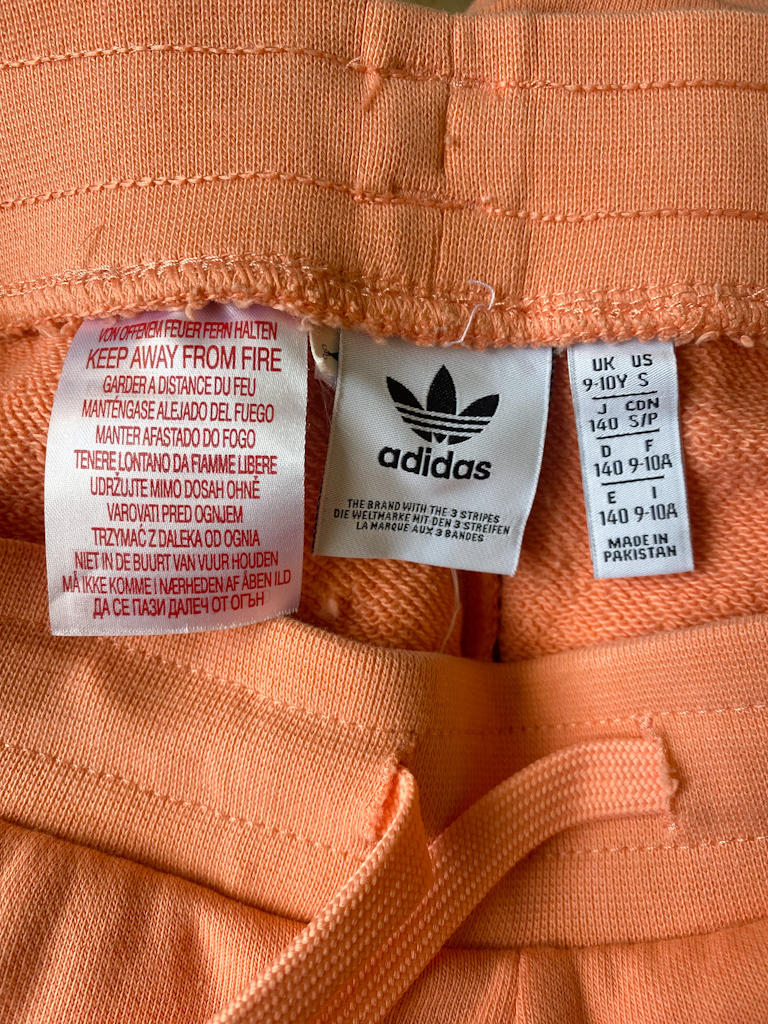 VON OFFENEM FEUER FERN HALTEN
KEEP AWAY FROM FIRE
GARDER A DISTANCE DU FEU
MANTÉNGASE ALEJADO DEL FUEGO
MANTER AFASTADO DO FOGO
TENERE LONTANO DA FIAMME LIBERE
UDRŽUJTE MIMO DOSAH OHNĚ
VAROVATI PRED OGNJEM
TRZYMAĆ Z DALEKA OD OGNIA
NIET IN DE BUURT VAN VUUR HOUDEN
MÅ IKKE KOMME I NÆRHEDEN AF ÅBEN ILD
ДА СЕ ПАЗИ ДАЛЕЧ ОТ ОГЪН
adidas
THE BRAND WITH THE 3 STRIPES
DIE WELTMARKE MIT DEN 3 STREIFEN
LA MARQUE AUX 3 BANDES
UK US
9-10Y S
J CDN
140 S/P
D F
140 9-10A
E I
140 9-10A
MADE IN
PAKISTAN